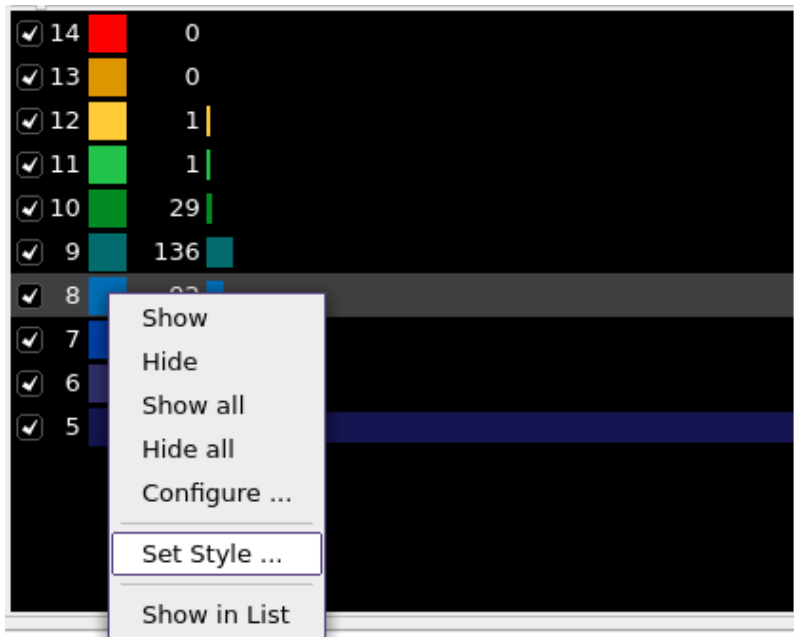 14 0
13 0
12 1
11 1
10 29
9 136
8
7
6
5
Show
Hide
Show all
Hide all
Configure ...
Set Style ...
Show in List